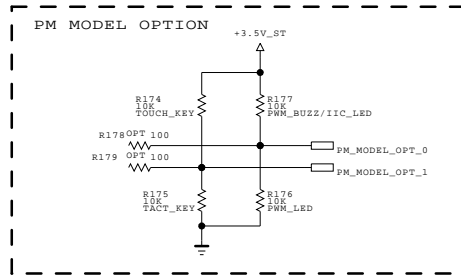 PM MODEL OPTION
+3.5V_ST
R174
10K
TOUCH_KEY
R177
10K
PWM_BUZZ/IIC_LED
R178 OPT 100
PM_MODEL_OPT_0
R179 OPT 100
PM_MODEL_OPT_1
R175
10K
TACT_KEY
R176
10K
PWM_LED